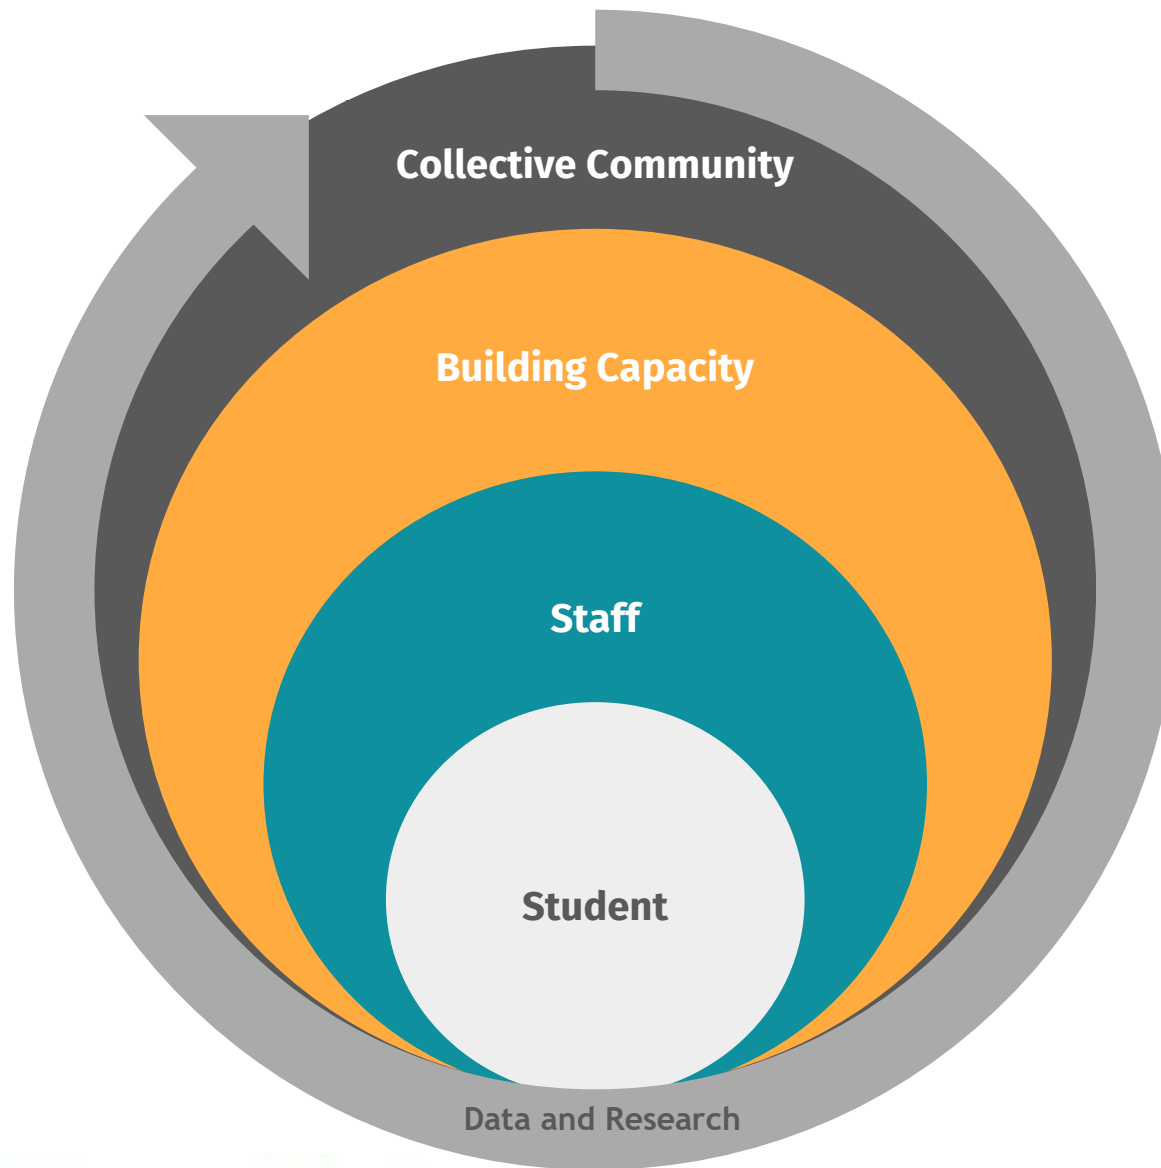 Collective Community
Building Capacity
Staff
Student
Data and Research